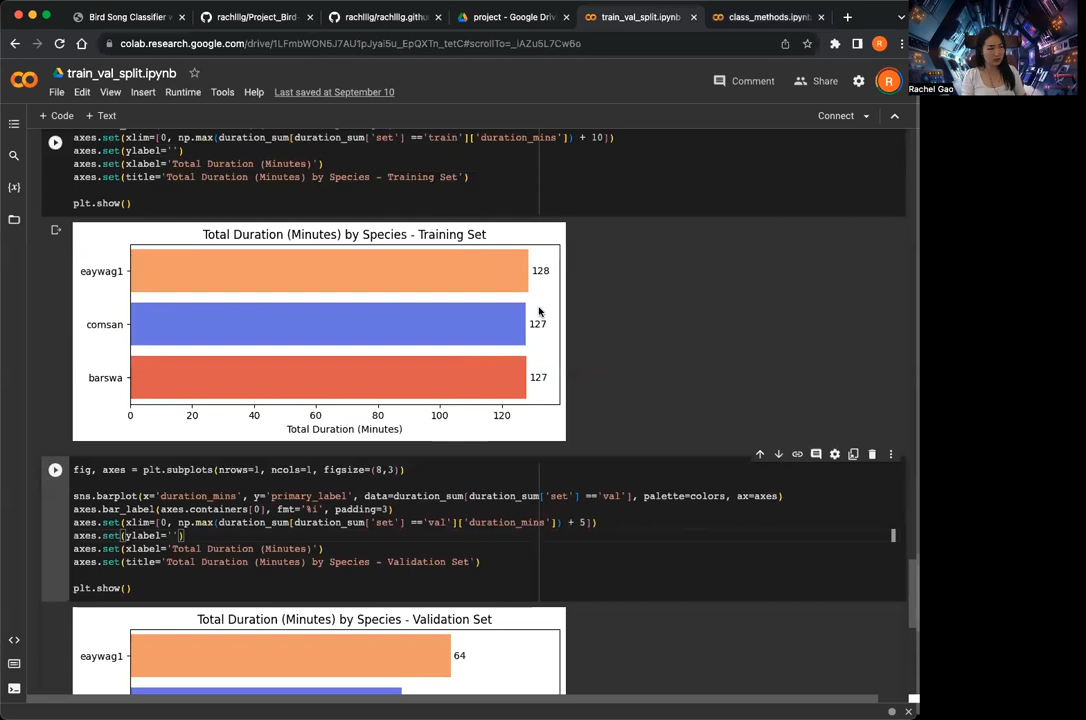 Bird Song Classifier w
rachlllg/Project_Bird-
rachlllg/rachlllg.githu
project - Google Driv
train_val_split.ipynb
class_methods.ipynb
colab.research.google.com/drive/1LFmbWON5J7AU1pJyai5u_EpQXTn_tetC#scrollTo=_iAZu5L7Cw6o
Rachel Gao
train_val_split.ipynb
File Edit View Insert Runtime Tools Help Last saved at September 10
Comment Share R
+ Code + Text
Connect
axes.set(xlim=[0, np.max(duration_sum[duration_sum['set'] =='train']['duration_mins']) + 10])
axes.set(ylabel='')
axes.set(xlabel='Total Duration (Minutes)')
axes.set(title='Total Duration (Minutes) by Species - Training Set')
plt.show()
Total Duration (Minutes) by Species - Training Set
eaywag1 128
comsan 127
barswa 127
0 20 40 60 80 100 120
Total Duration (Minutes)
fig, axes = plt.subplots(nrows=1, ncols=1, figsize=(8,3))
sns.barplot(x='duration_mins', y='primary_label', data=duration_sum[duration_sum['set'] =='val'], palette=colors, ax=axes)
axes.bar_label(axes.containers[0], fmt='%i', padding=3)
axes.set(xlim=[0, np.max(duration_sum[duration_sum['set'] =='val']['duration_mins']) + 5])
axes.set(ylabel='')
axes.set(xlabel='Total Duration (Minutes)')
axes.set(title='Total Duration (Minutes) by Species - Validation Set')
plt.show()
Total Duration (Minutes) by Species - Validation Set
eaywag1 64